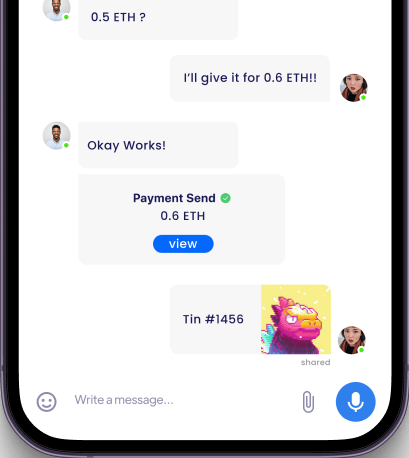 0.5 ETH ?
I'll give it for 0.6 ETH!!
Okay Works!
Payment Send
0.6 ETH
view
Tin #1456
shared
Write a message...